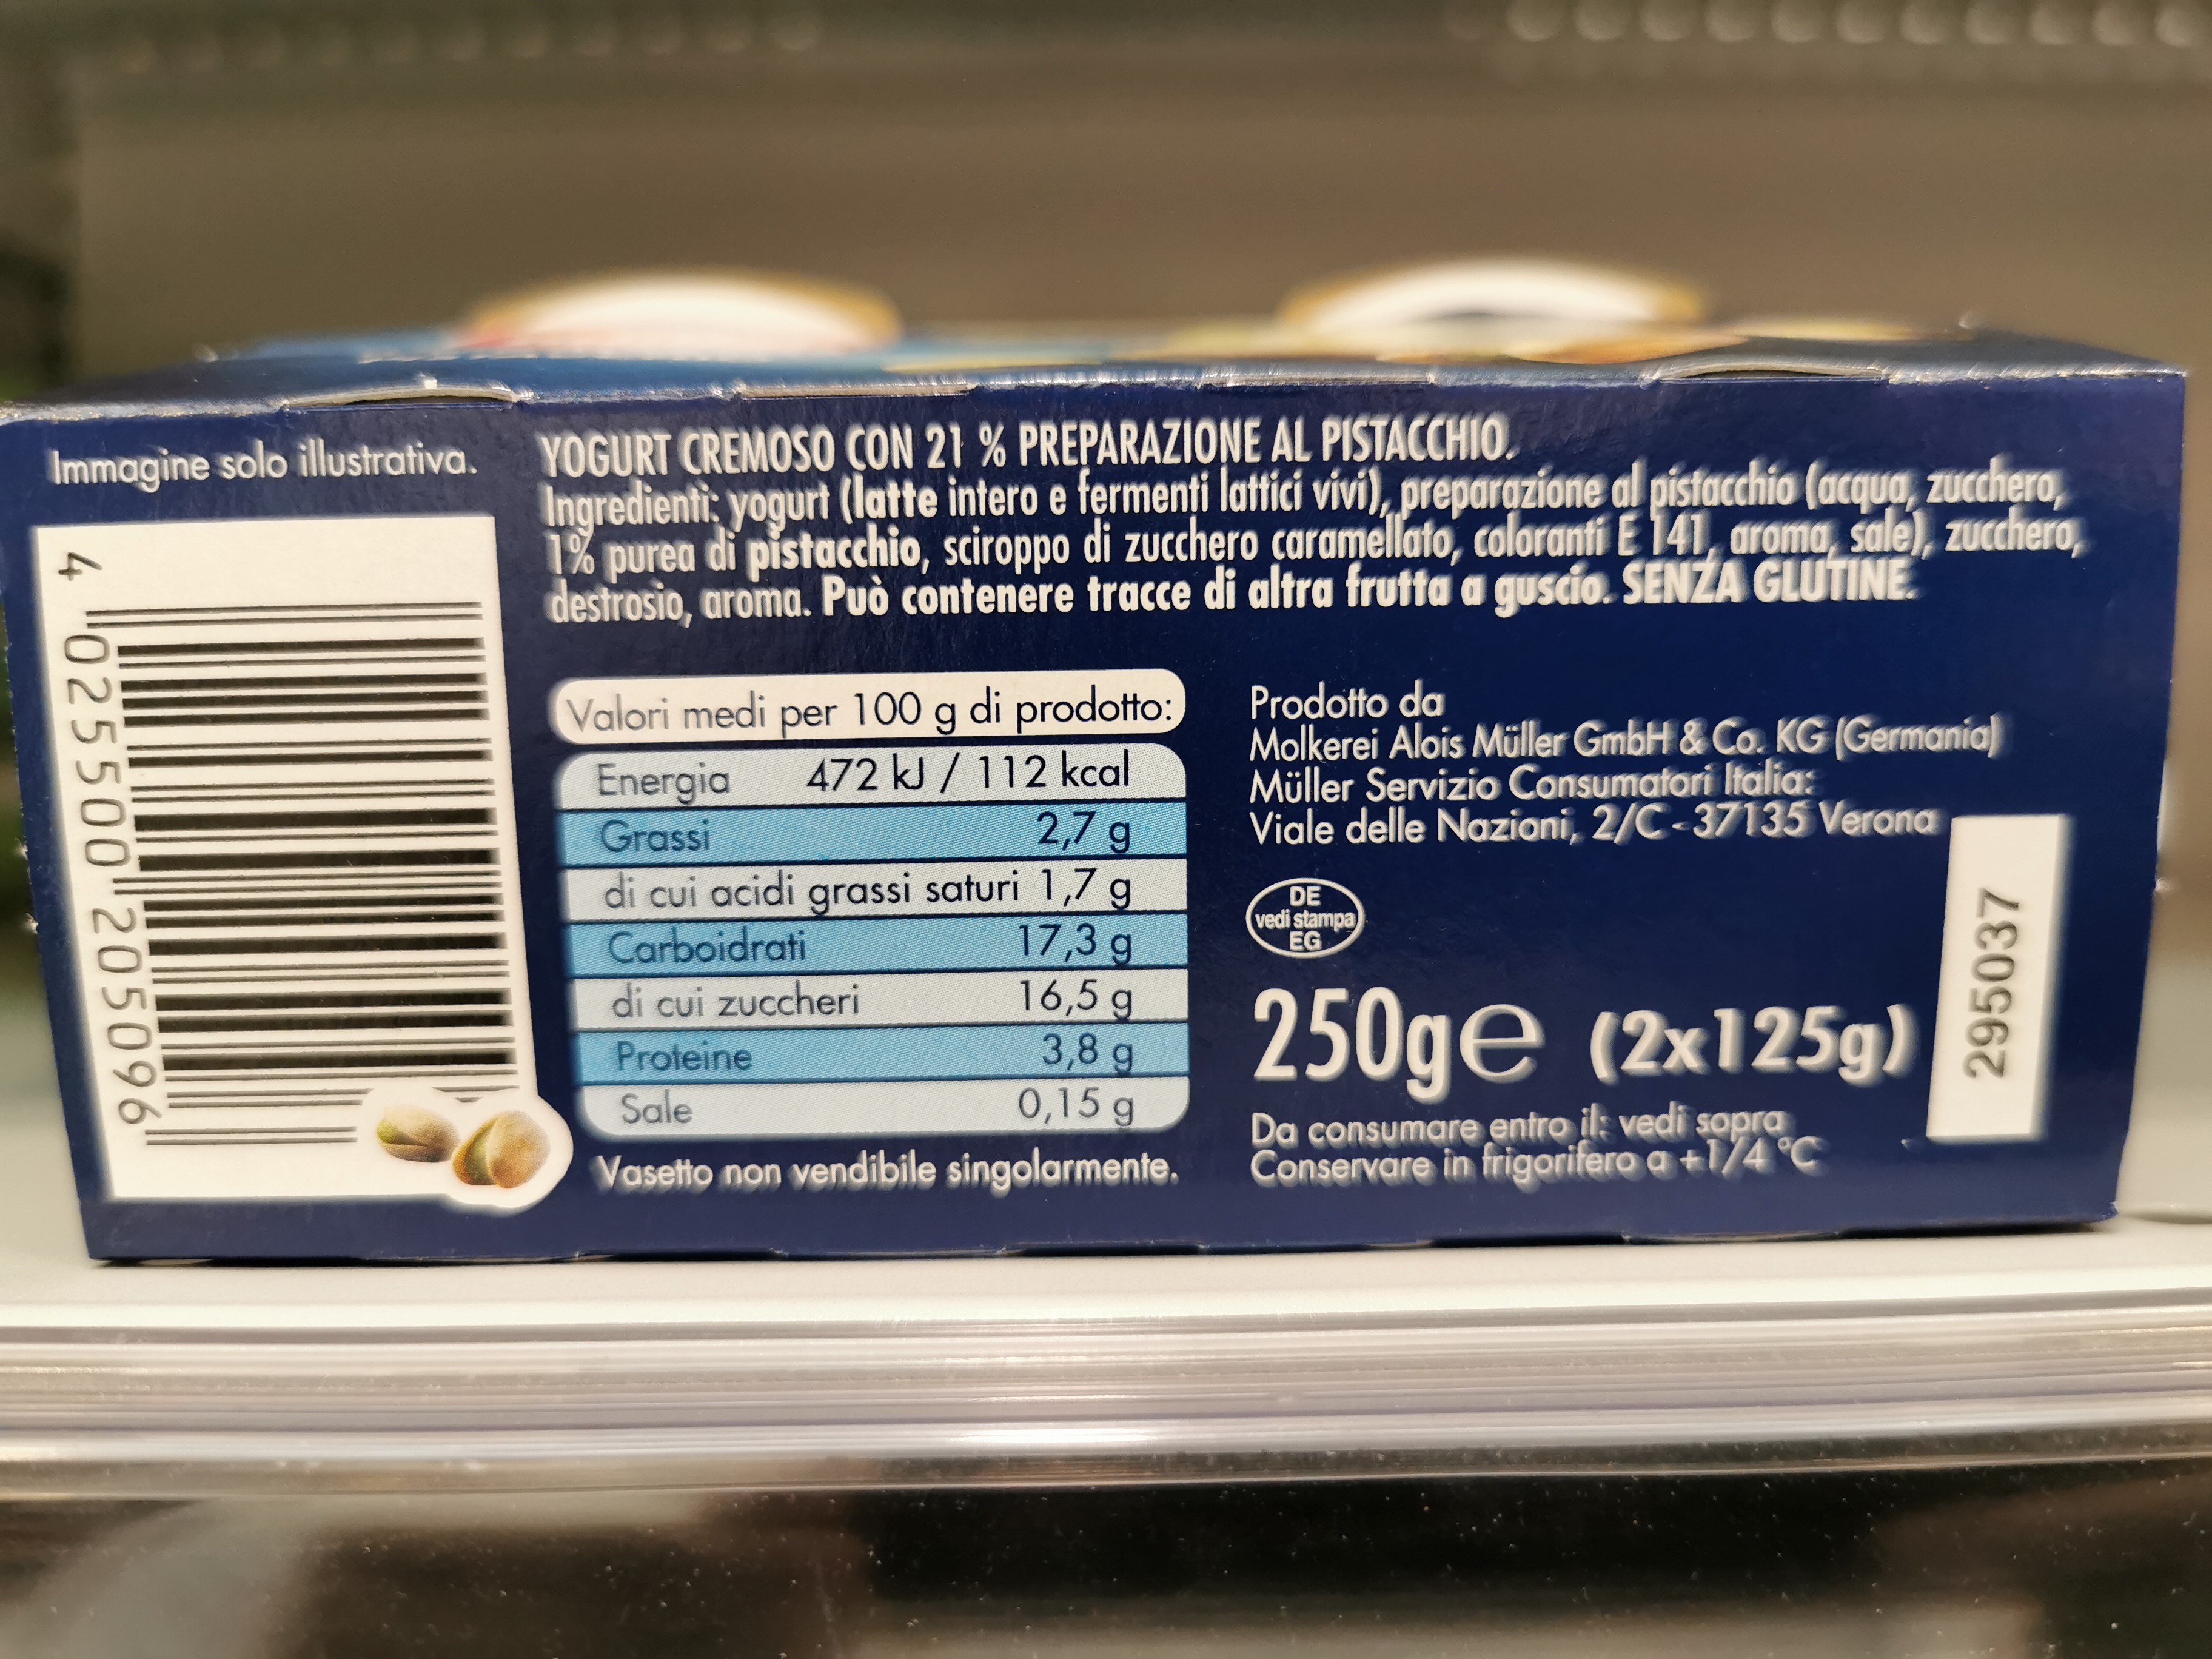 Immagine solo illustrativa.
4 025500 205096
YOGURT CREMOSO CON 21 % PREPARAZIONE AL PISTACCHIO.
Ingredienti: yogurt (latte intero e fermenti lattici vivi), preparazione al pistacchio (acqua, zucchero,
1% purea di pistacchio, sciroppo di zucchero caramellato, coloranti E 141, aroma, sale), zucchero,
destrosio, aroma. Può contenere tracce di altra frutta a guscio. SENZA GLUTINE.
Valori medi per 100 g di prodotto:
Energia 472 kJ / 112 kcal
Grassi 2,7 g
di cui acidi grassi saturi 1,7 g
Carboidrati 17,3 g
di cui zuccheri 16,5 g
Proteine 3,8 g
Sale 0,15 g
Vasetto non vendibile singolarmente.
Prodotto da
Molkerei Alois Müller GmbH & Co. KG (Germania)
Müller Servizio Consumatori Italia:
Viale delle Nazioni, 2/C - 37135 Verona
DE
vedi stampa
EG
250g e (2x125g)
Da consumare entro il: vedi sopra
Conservare in frigorifero a +1/4 °C
295037